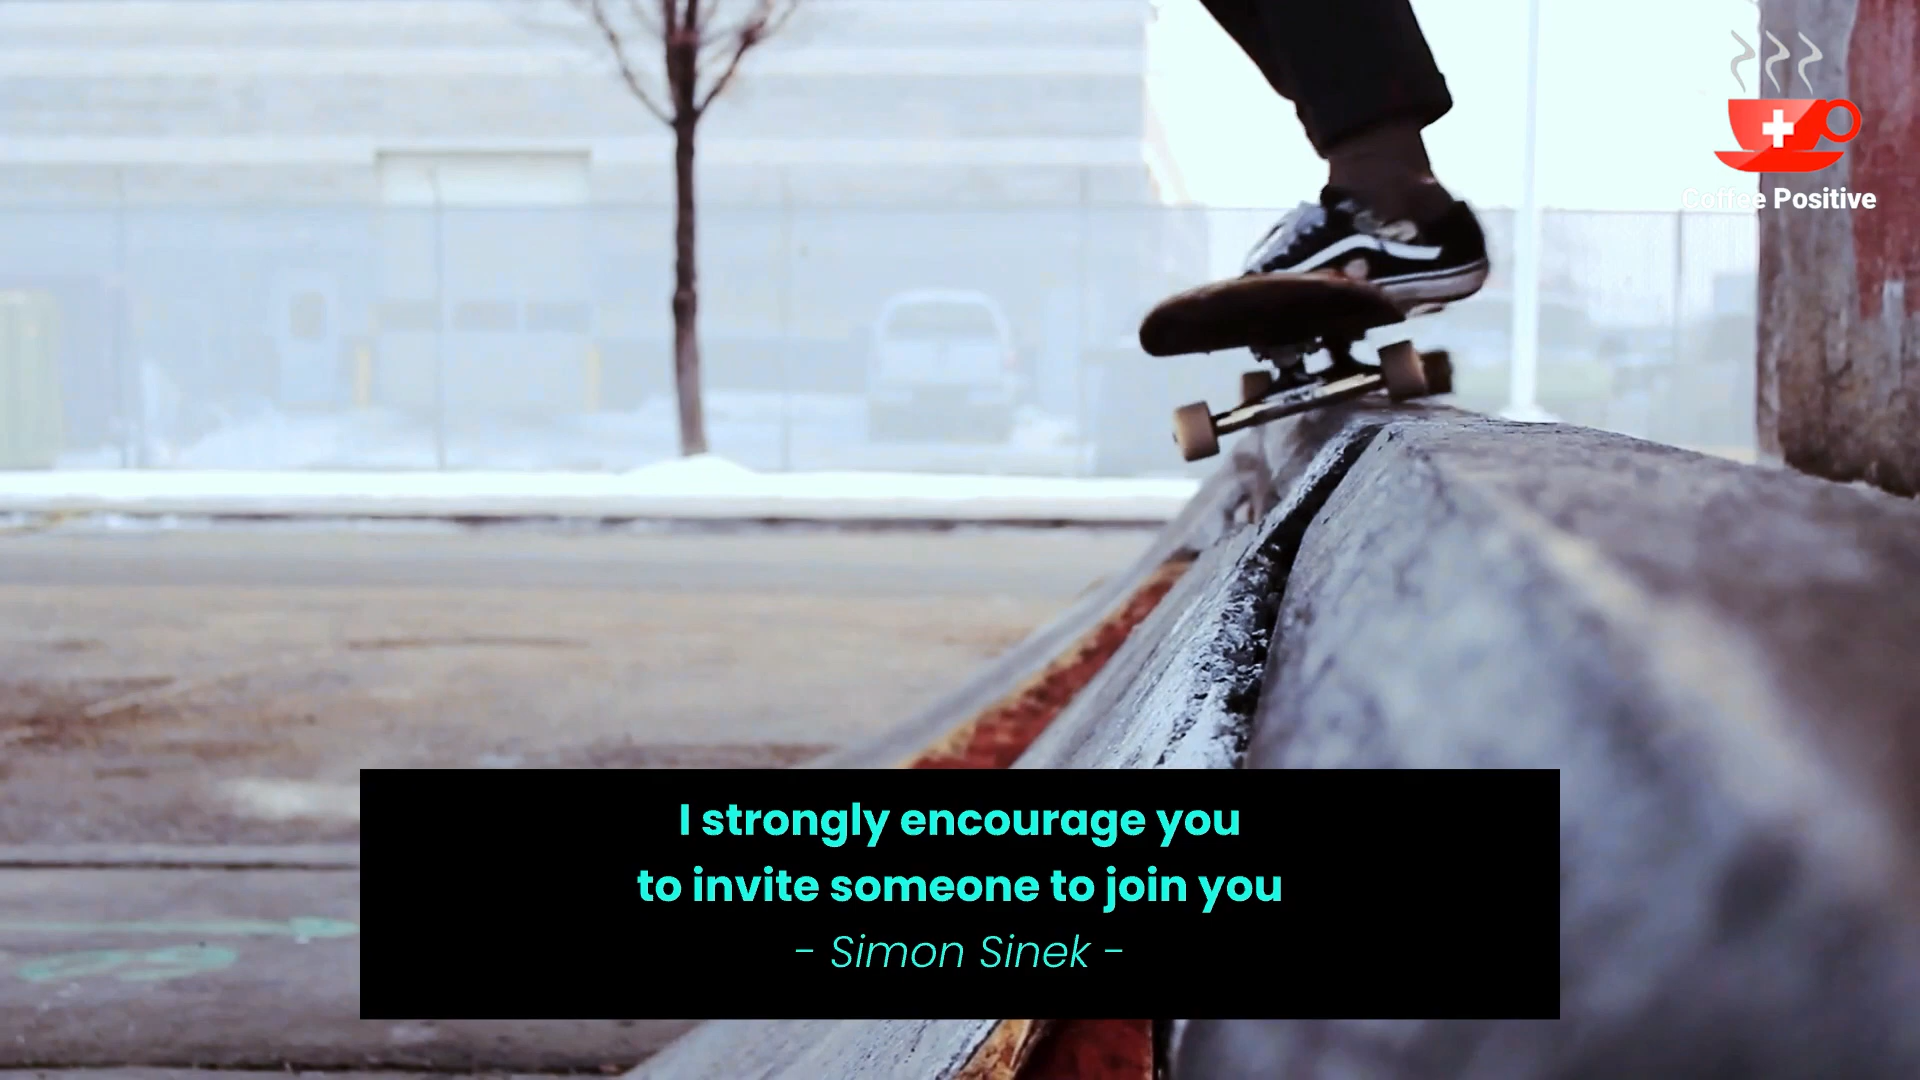 Coffee Positive
I strongly encourage you
to invite someone to join you
- Simon Sinek -